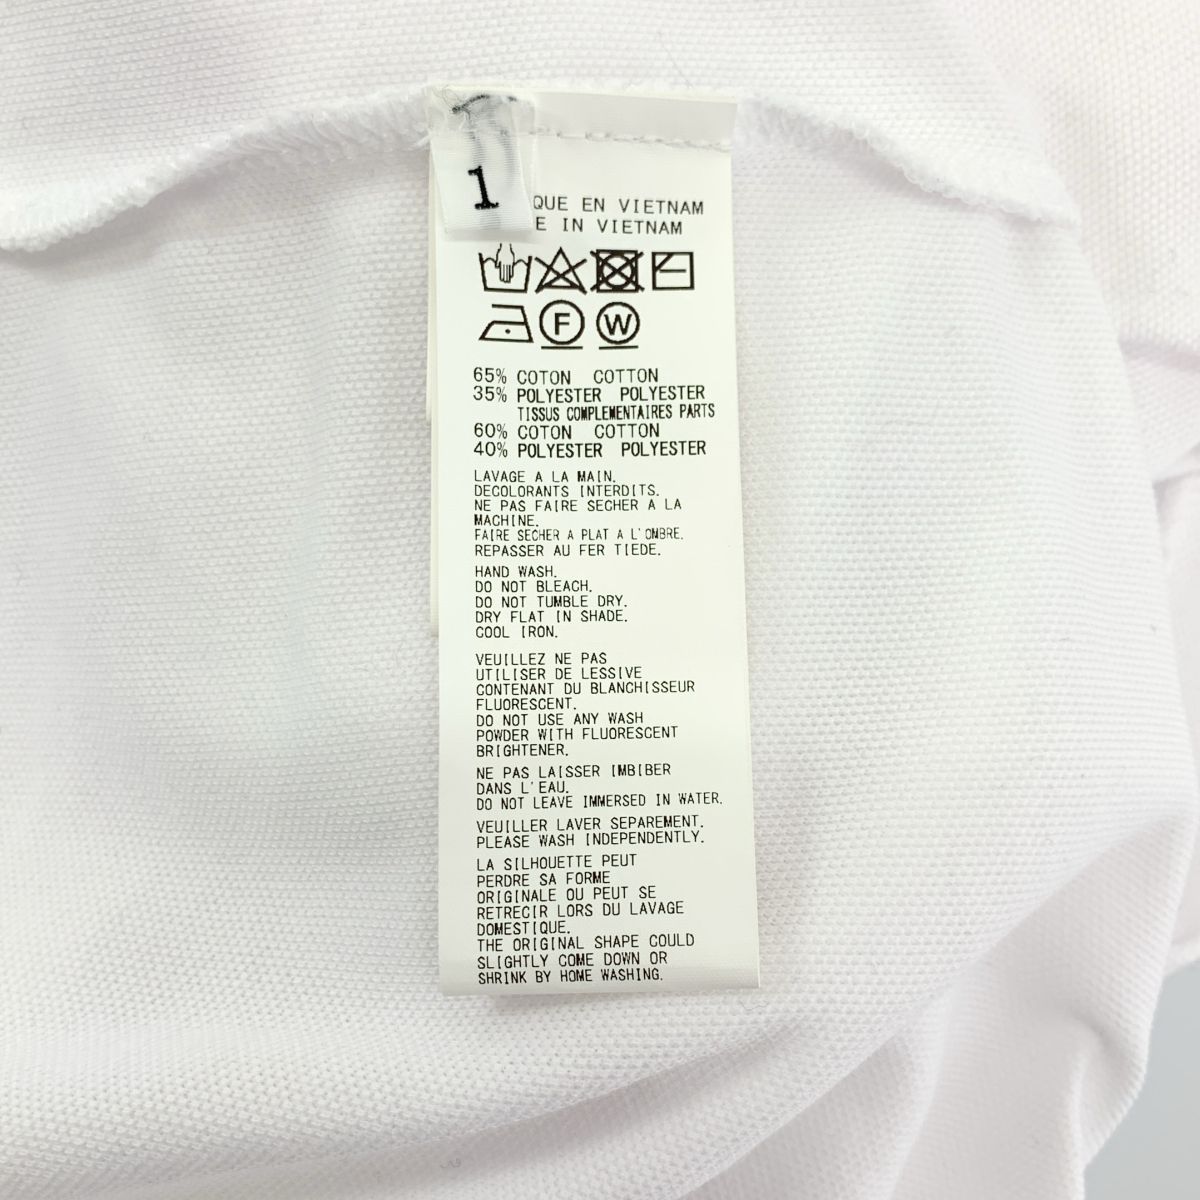 1
QUE EN VIETNAM
E IN VIETNAM
F W
65% COTON COTTON
35% POLYESTER POLYESTER
TISSUS COMPLEMENTAIRES PARTS
60% COTON COTTON
40% POLYESTER POLYESTER
LAVAGE A LA MAIN.
DECOLORANTS INTERDITS.
NE PAS FAIRE SECHER A LA
MACHINE.
FAIRE SECHER A PLAT A L'OMBRE.
REPASSER AU FER TIEDE.
HAND WASH.
DO NOT BLEACH.
DO NOT TUMBLE DRY.
DRY FLAT IN SHADE.
COOL IRON.
VEUILLEZ NE PAS
UTILISER DE LESSIVE
CONTENANT DU BLANCHISSEUR
FLUORESCENT.
DO NOT USE ANY WASH
POWDER WITH FLUORESCENT
BRIGHTENER.
NE PAS LAISSER IMBIBER
DANS L'EAU.
DO NOT LEAVE IMMERSED IN WATER.
VEUILLER LAVER SEPAREMENT.
PLEASE WASH INDEPENDENTLY.
LA SILHOUETTE PEUT
PERDRE SA FORME
ORIGINALE OU PEUT SE
RETRECIR LORS DU LAVAGE
DOMESTIQUE.
THE ORIGINAL SHAPE COULD
SLIGHTLY COME DOWN OR
SHRINK BY HOME WASHING.